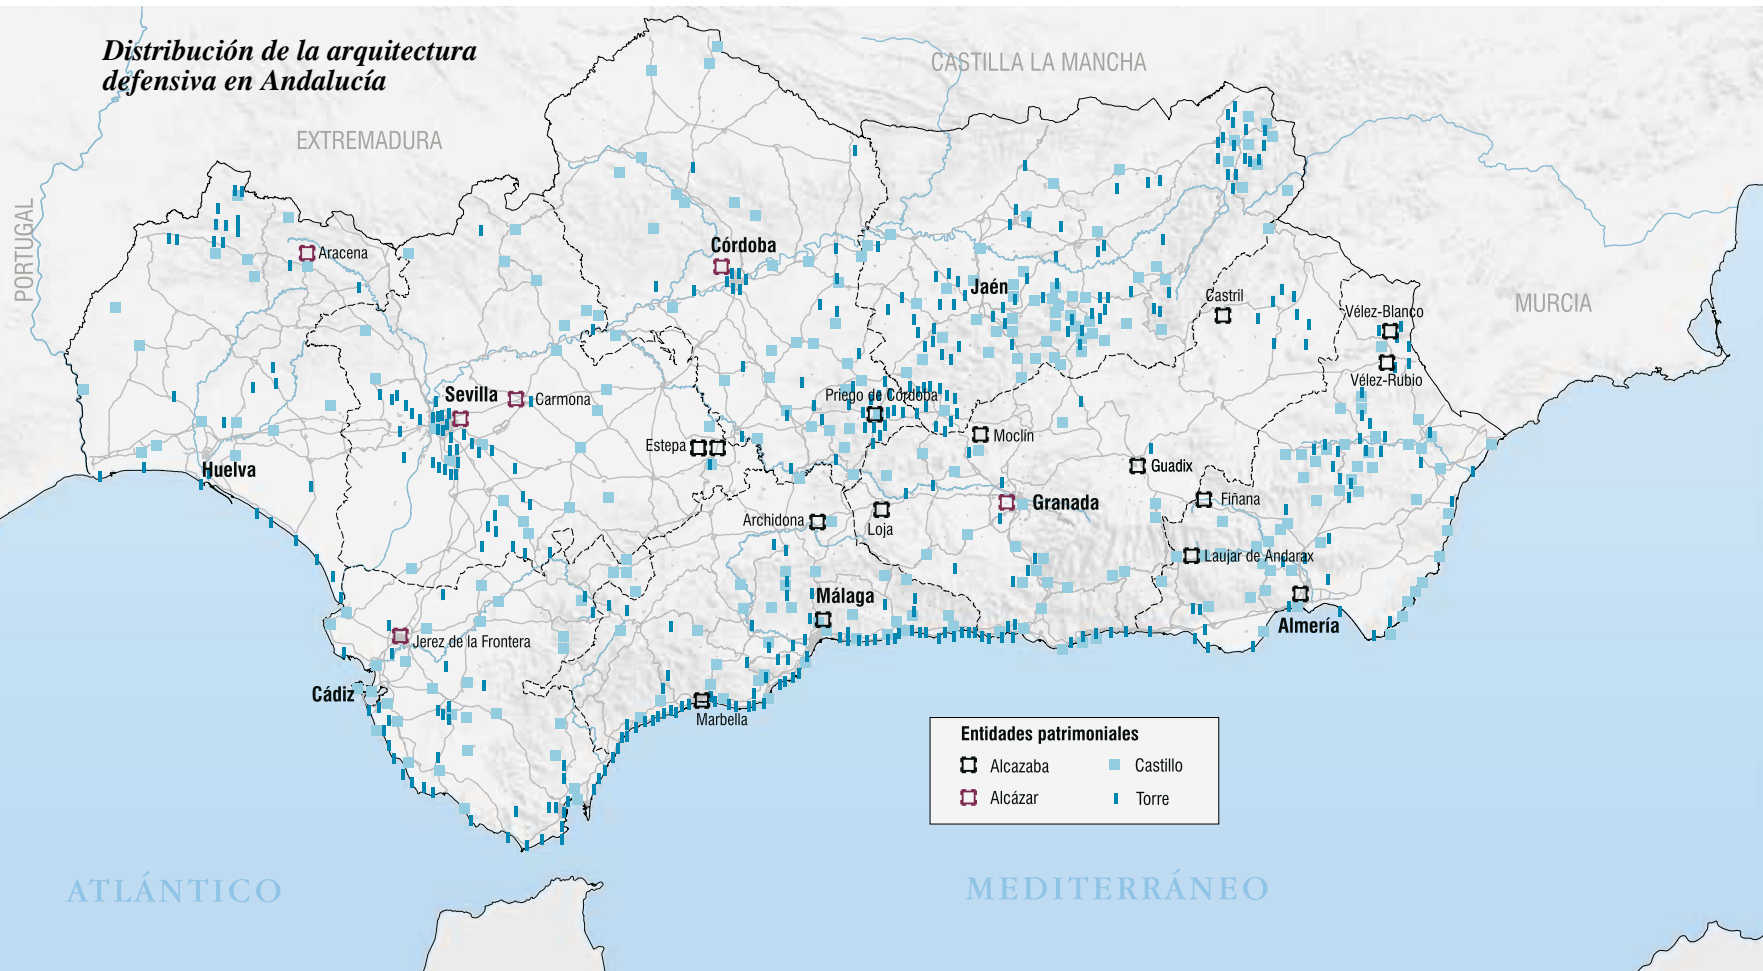 Distribución de la arquitectura
defensiva en Andalucía
CASTILLA LA MANCHA
EXTREMADURA
PORTUGAL
MURCIA
Aracena
Córdoba
Jaén
Castril
Vélez-Blanco
Vélez-Rubio
Sevilla
Carmona
Priego de Córdoba
Estepa
Moclín
Guadix
Huelva
Granada
Fiñana
Archidona
Loja
Laujar de Andarax
Málaga
Almería
Jerez de la Frontera
Cádiz
Marbella
Entidades patrimoniales
Alcazaba
Castillo
Alcázar
Torre
ATLÁNTICO
MEDITERRÁNEO